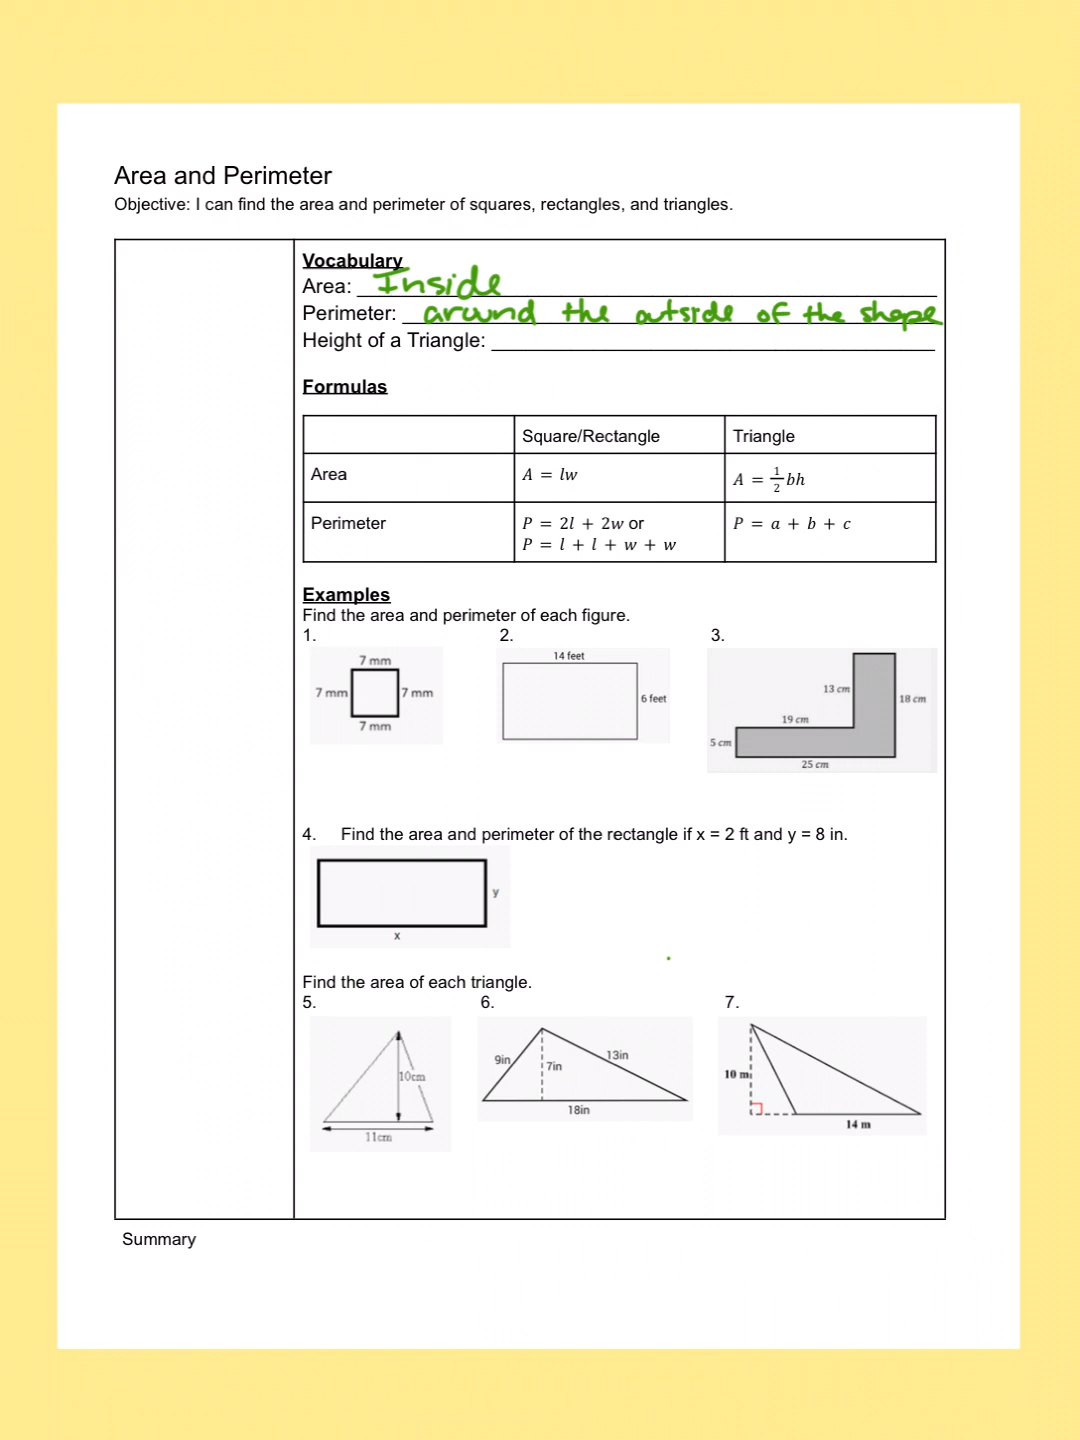 Area and Perimeter
Objective: I can find the area and perimeter of squares, rectangles, and triangles.
Vocabulary
Area: Inside
Perimeter: around the outside of the shape
Height of a Triangle:
Formulas
Square/Rectangle Triangle
Area A = lw A = 1/2 bh
Perimeter P = 2l + 2w or P = a + b + c
P = l + l + w + w
Examples
Find the area and perimeter of each figure.
1. 2. 3.
7 mm
7 mm 7 mm
7 mm
14 feet
6 feet
13 cm
18 cm
19 cm
5 cm
25 cm
4. Find the area and perimeter of the rectangle if x = 2 ft and y = 8 in.
y
x
Find the area of each triangle.
5. 6. 7.
10cm
11cm
9in
7in
13in
18in
10 m
14 m
Summary